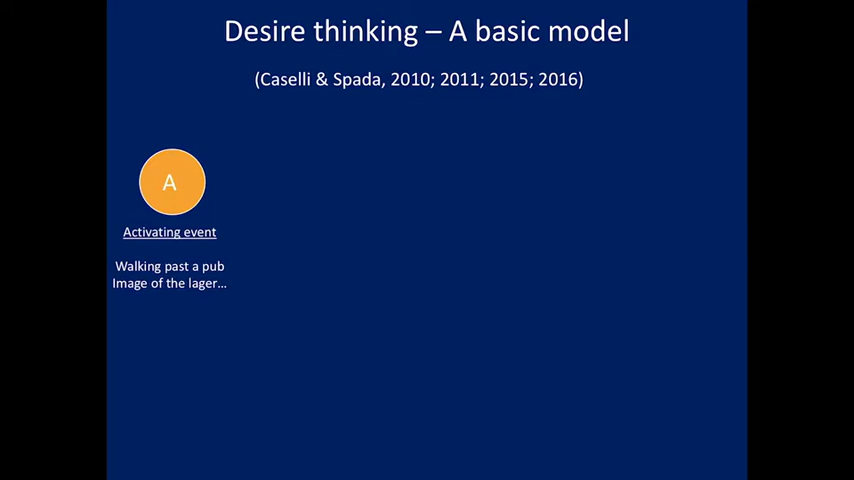 Desire thinking – A basic model
(Caselli & Spada, 2010; 2011; 2015; 2016)
A
Activating event
Walking past a pub
Image of the lager…